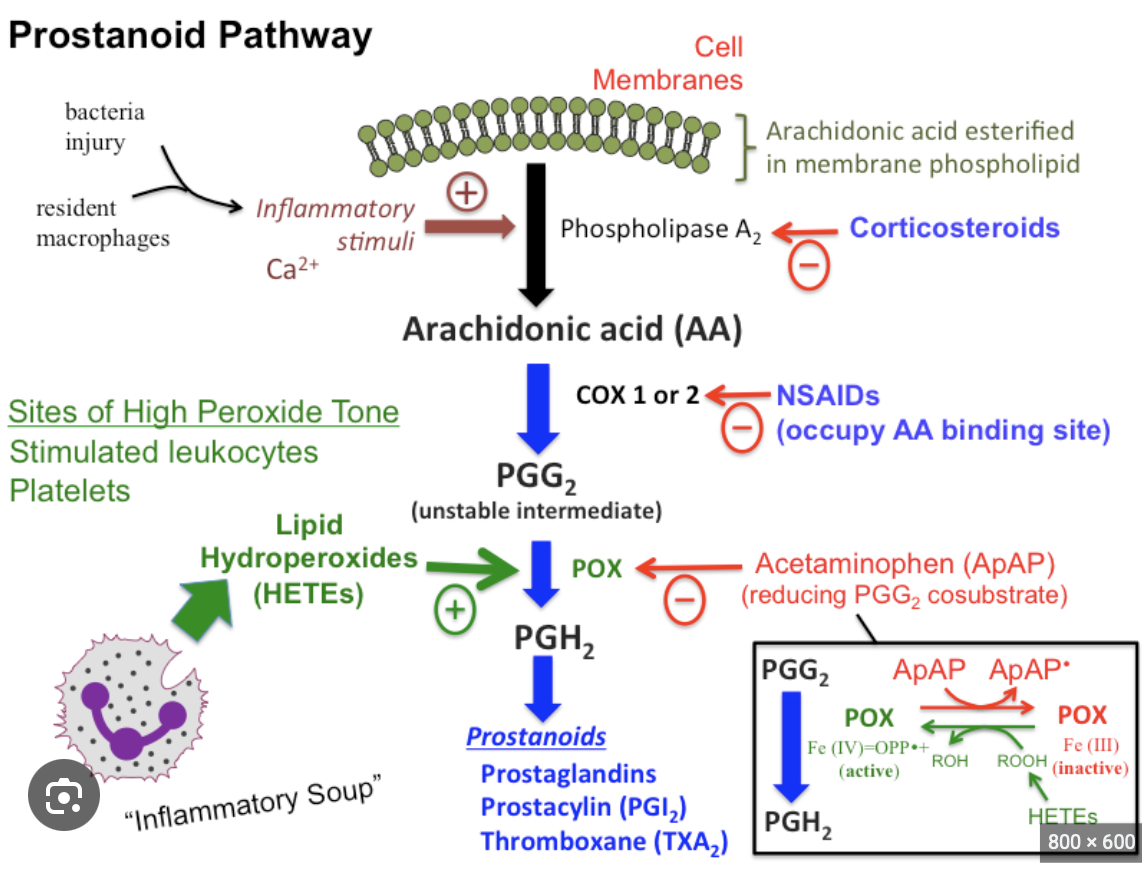 Prostanoid Pathway
Cell
Membranes
bacteria
injury
Arachidonic acid esterified
in membrane phospholipid
resident
macrophages
Inflammatory
stimuli
Ca²⁺
+
Phospholipase A₂
Corticosteroids
−
Arachidonic acid (AA)
COX 1 or 2
NSAIDs
(occupy AA binding site)
−
Sites of High Peroxide Tone
Stimulated leukocytes
Platelets
PGG₂
(unstable intermediate)
Lipid
Hydroperoxides
(HETEs)
+
POX
Acetaminophen (ApAP)
(reducing PGG₂ cosubstrate)
−
PGH₂
Prostanoids
Prostaglandins
Prostacylin (PGI₂)
Thromboxane (TXA₂)
"Inflammatory Soup"
PGG₂
ApAP ApAP•
POX
Fe (IV)=OPP•+
(active)
POX
Fe (III)
(inactive)
ROH ROOH
HETEs
PGH₂
800 × 600